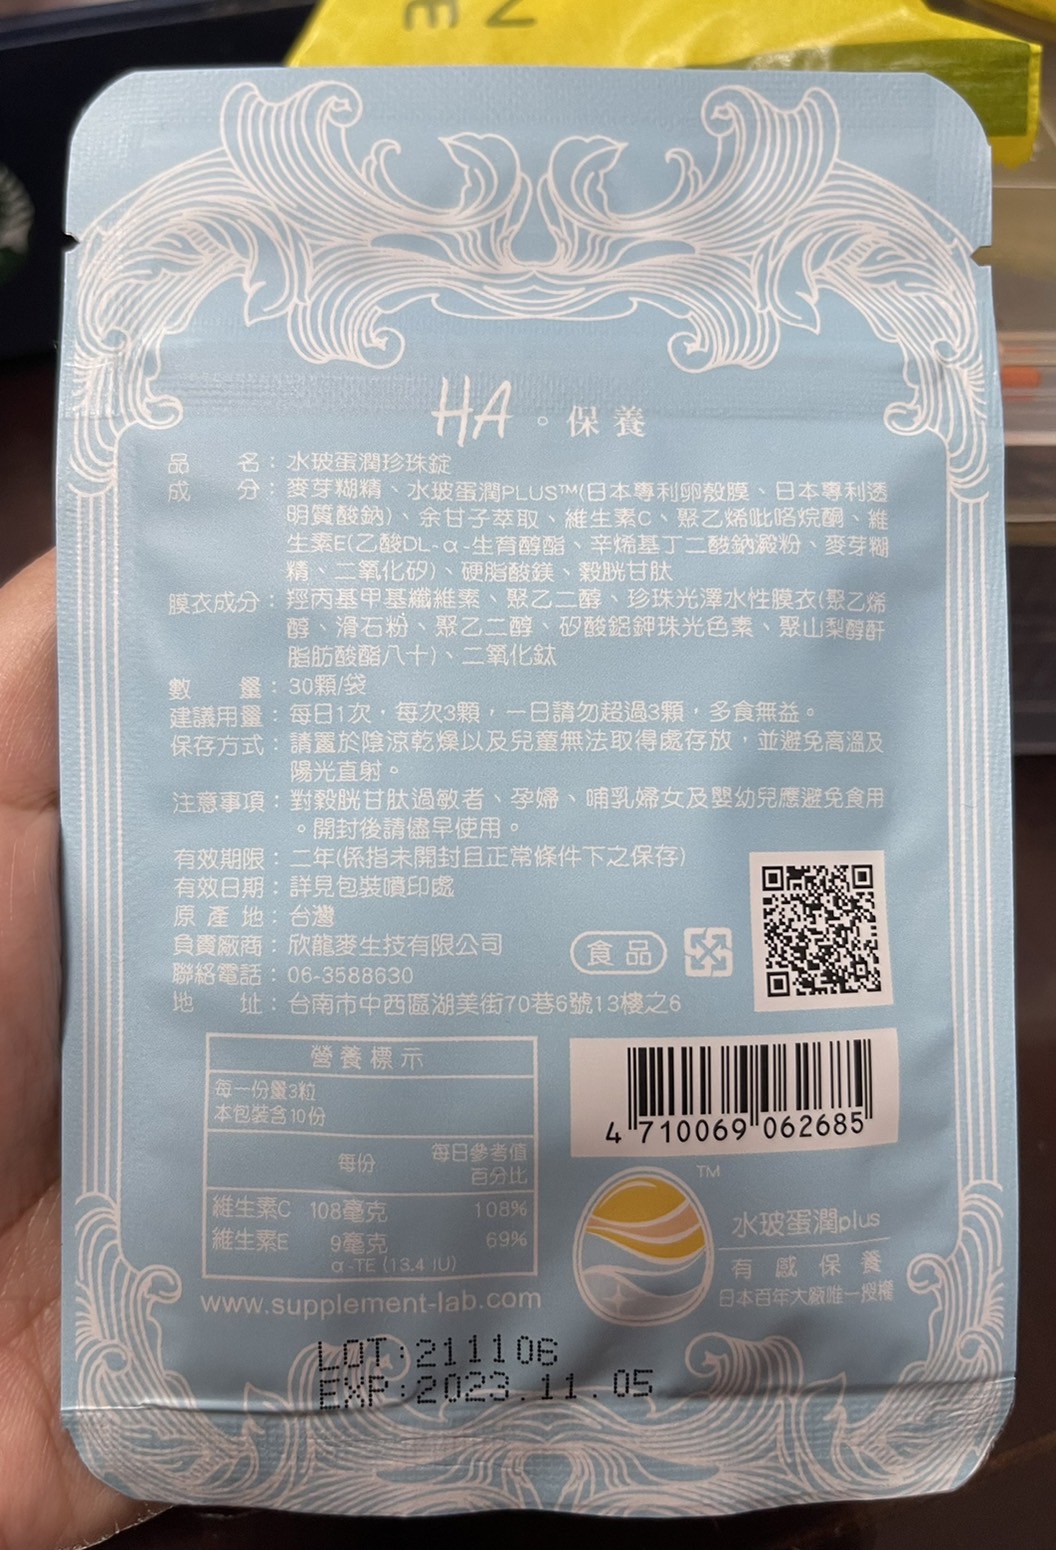 NE
HA。保養
品　　名：水玻蛋潤珍珠錠
成　　分：麥芽糊精、水玻蛋潤PLUS™(日本專利卵殼膜、日本專利透
明質酸鈉)、余甘子萃取、維生素C、聚乙烯吡咯烷酮、維
生素E(乙酸DL-α-生育醇酯、辛烯基丁二酸鈉澱粉、麥芽糊
精、二氧化矽)、硬脂酸鎂、穀胱甘肽
膜衣成分：羥丙基甲基纖維素、聚乙二醇、珍珠光澤水性膜衣(聚乙烯
醇、滑石粉、聚乙二醇、矽酸鋁鉀珠光色素、聚山梨醇酐
脂肪酸酯八十)、二氧化鈦
數　　量：30顆/袋
建議用量：每日1次，每次3顆，一日請勿超過3顆，多食無益。
保存方式：請置於陰涼乾燥以及兒童無法取得處存放，並避免高溫及
陽光直射。
注意事項：對穀胱甘肽過敏者、孕婦、哺乳婦女及嬰幼兒應避免食用
。開封後請儘早使用。
有效期限：二年(係指未開封且正常條件下之保存)
有效日期：詳見包裝噴印處
原 產 地：台灣
負責廠商：欣龍麥生技有限公司
聯絡電話：06-3588630
地　　址：台南市中西區湖美街70巷6號13樓之6
食品
營養標示
每一份量3粒
本包裝含10份
每份 每日參考值
百分比
維生素C 108毫克 108%
維生素E 9毫克 69%
α-TE (13.4 IU)
www.supplement-lab.com
4 710069 062685
TM
水玻蛋潤plus
有感保養
日本百年大廠唯一授權
LOT:211106
EXP:2023.11.05